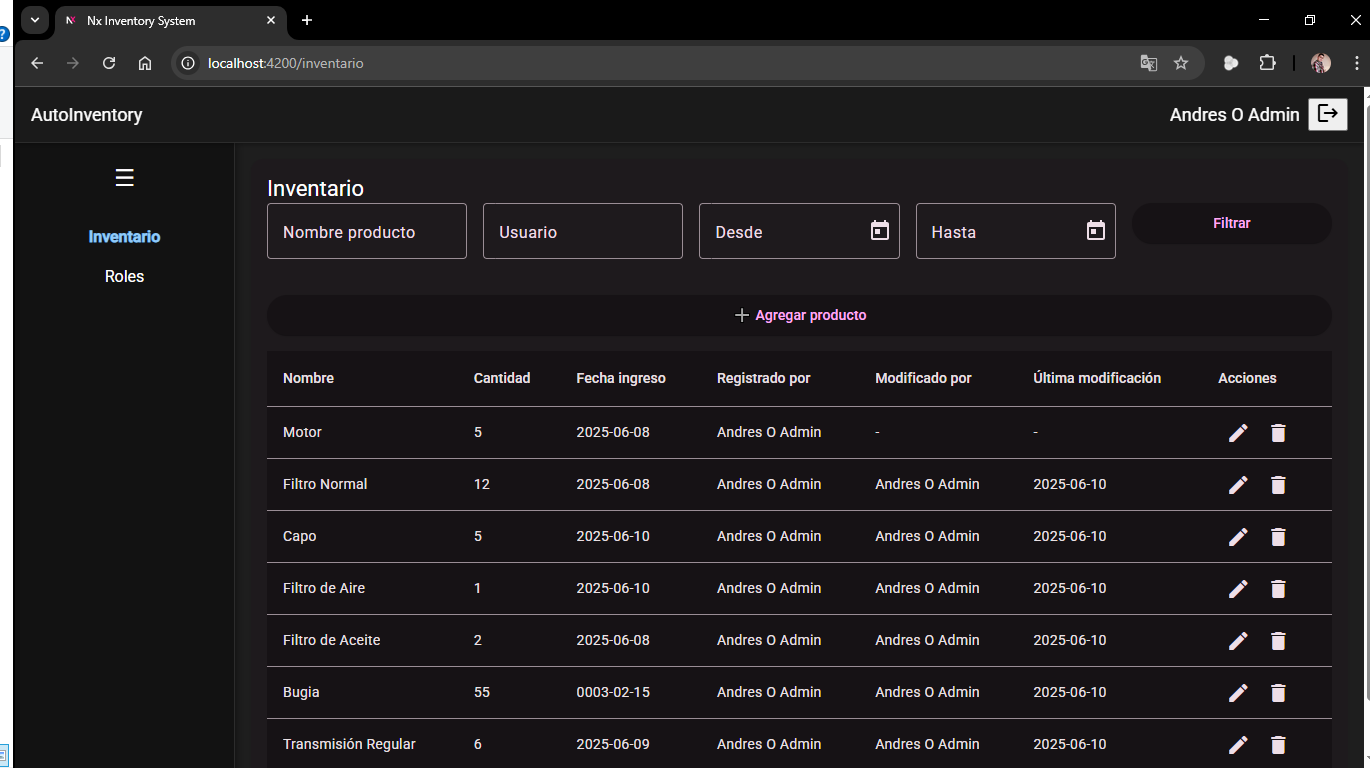 Nx Inventory System
localhost:4200/inventario
AutoInventory
Andres O Admin
Inventario
Roles
Inventario
Nombre producto
Usuario
Desde
Hasta
Filtrar
Agregar producto
Nombre Cantidad Fecha ingreso Registrado por Modificado por Última modificación Acciones
Motor 5 2025-06-08 Andres O Admin - -
Filtro Normal 12 2025-06-08 Andres O Admin Andres O Admin 2025-06-10
Capo 5 2025-06-10 Andres O Admin Andres O Admin 2025-06-10
Filtro de Aire 1 2025-06-10 Andres O Admin Andres O Admin 2025-06-10
Filtro de Aceite 2 2025-06-08 Andres O Admin Andres O Admin 2025-06-10
Bugia 55 0003-02-15 Andres O Admin Andres O Admin 2025-06-10
Transmisión Regular 6 2025-06-09 Andres O Admin Andres O Admin 2025-06-10